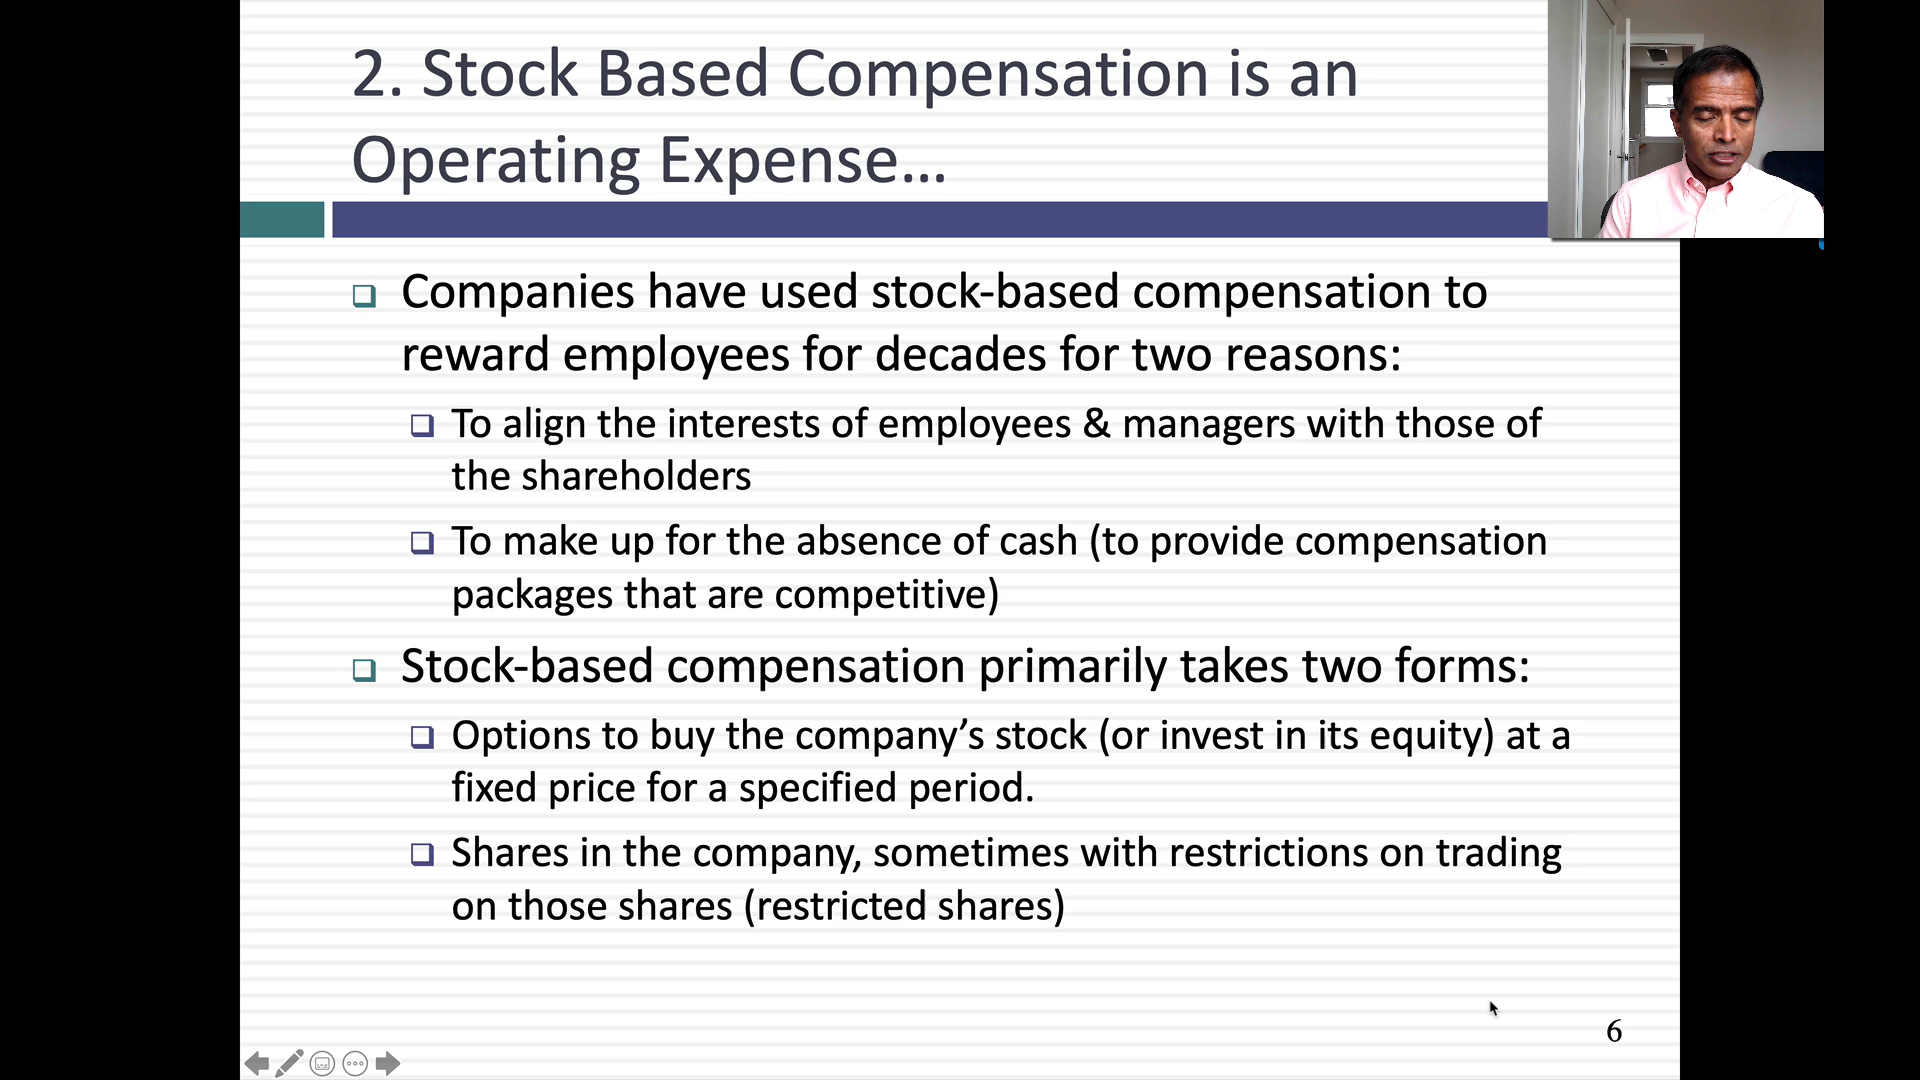 2. Stock Based Compensation is an
Operating Expense…
Companies have used stock-based compensation to
reward employees for decades for two reasons:
To align the interests of employees & managers with those of
the shareholders
To make up for the absence of cash (to provide compensation
packages that are competitive)
Stock-based compensation primarily takes two forms:
Options to buy the company’s stock (or invest in its equity) at a
fixed price for a specified period.
Shares in the company, sometimes with restrictions on trading
on those shares (restricted shares)
6